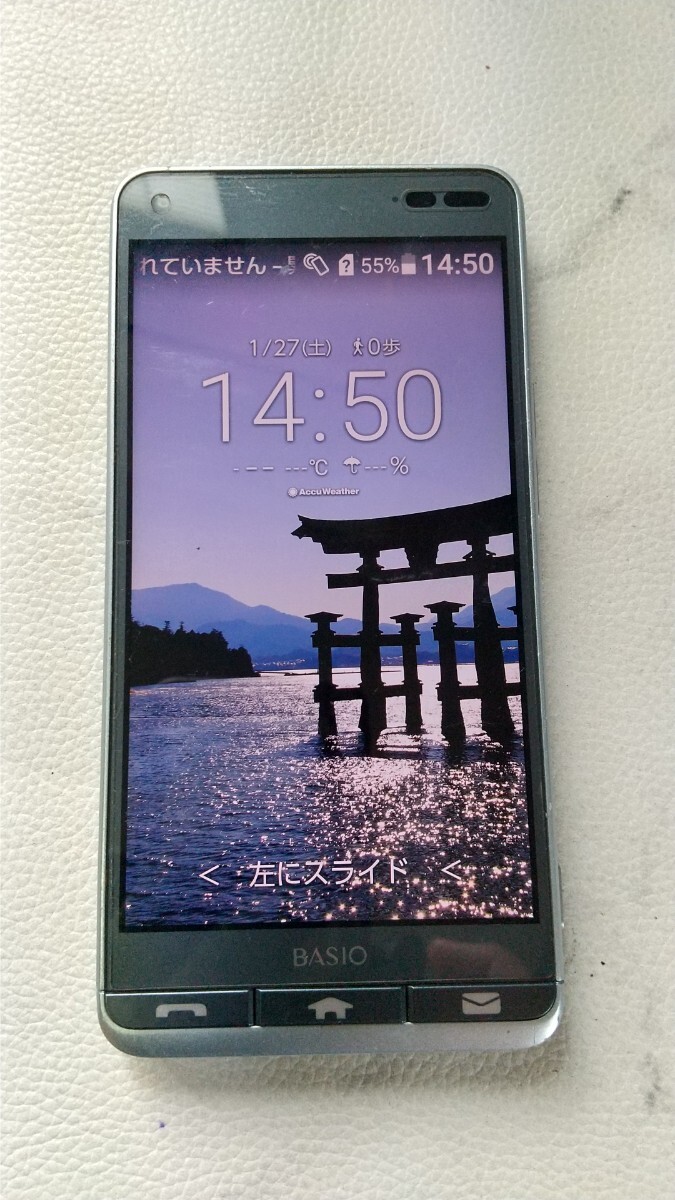 れていません 55% 14:50
1/27(土) 0歩
14:50
- -- ---℃ ---%
AccuWeather
< 左にスライド <
BASIO